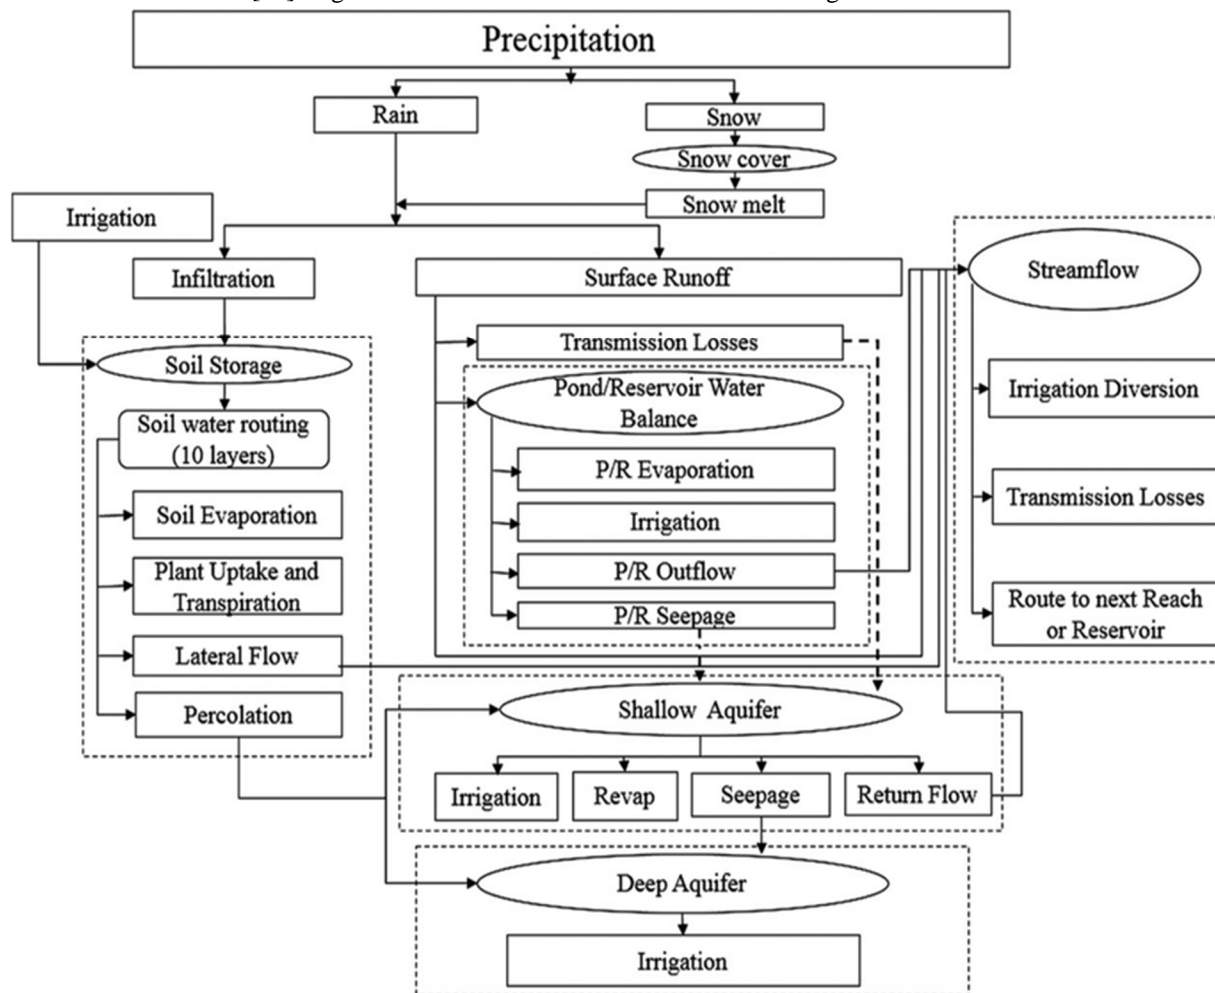 Precipitation
Rain
Snow
Snow cover
Snow melt
Irrigation
Infiltration
Surface Runoff
Streamflow
Transmission Losses
Soil Storage
Pond/Reservoir Water
Balance
Irrigation Diversion
Soil water routing
(10 layers)
P/R Evaporation
Soil Evaporation
Irrigation
Transmission Losses
Plant Uptake and
Transpiration
P/R Outflow
P/R Seepage
Route to next Reach
or Reservoir
Lateral Flow
Percolation
Shallow Aquifer
Irrigation
Revap
Seepage
Return Flow
Deep Aquifer
Irrigation